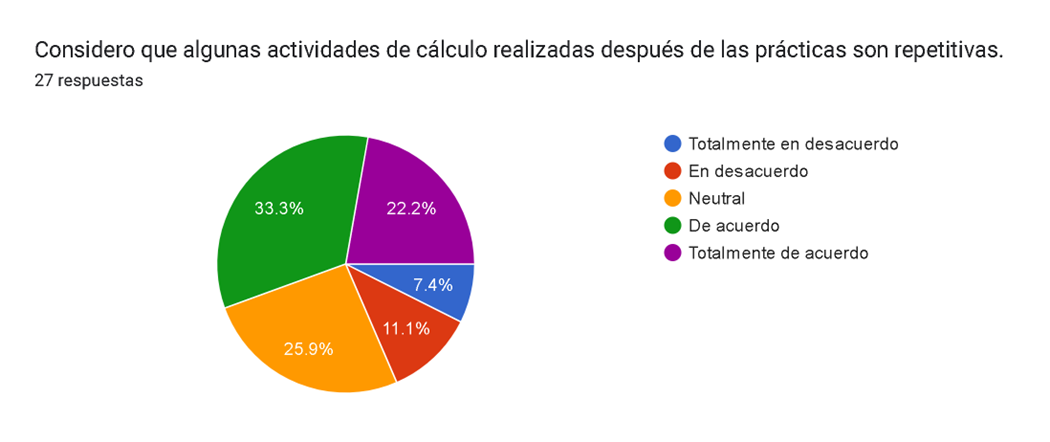 Considero que algunas actividades de cálculo realizadas después de las prácticas son repetitivas.
27 respuestas
Totalmente en desacuerdo
En desacuerdo
Neutral
De acuerdo
Totalmente de acuerdo
33.3%
22.2%
7.4%
11.1%
25.9%